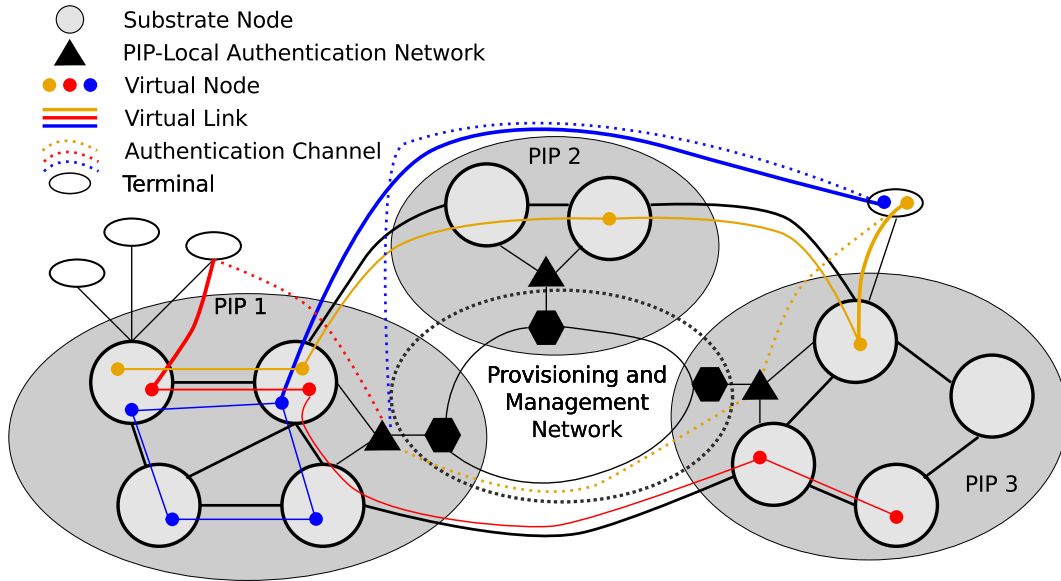 Substrate Node
PIP-Local Authentication Network
Virtual Node
Virtual Link
Authentication Channel
Terminal
PIP 2
PIP 1
Provisioning and
Management
Network
PIP 3